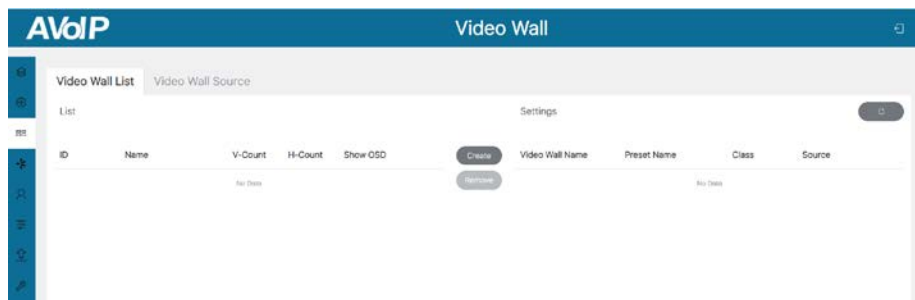 AVoIP Video Wall
Video Wall List Video Wall Source
List Settings
ID Name V-Count H-Count Show OSD Create Video Wall Name Preset Name Class Source
No Data Remove No Data